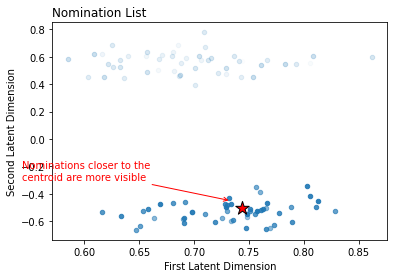 Nomination List
Second Latent Dimension
0.8
0.6
0.4
0.2
0.0
−0.2
−0.4
−0.6
Nominations closer to the
centroid are more visible
0.60 0.65 0.70 0.75 0.80 0.85
First Latent Dimension